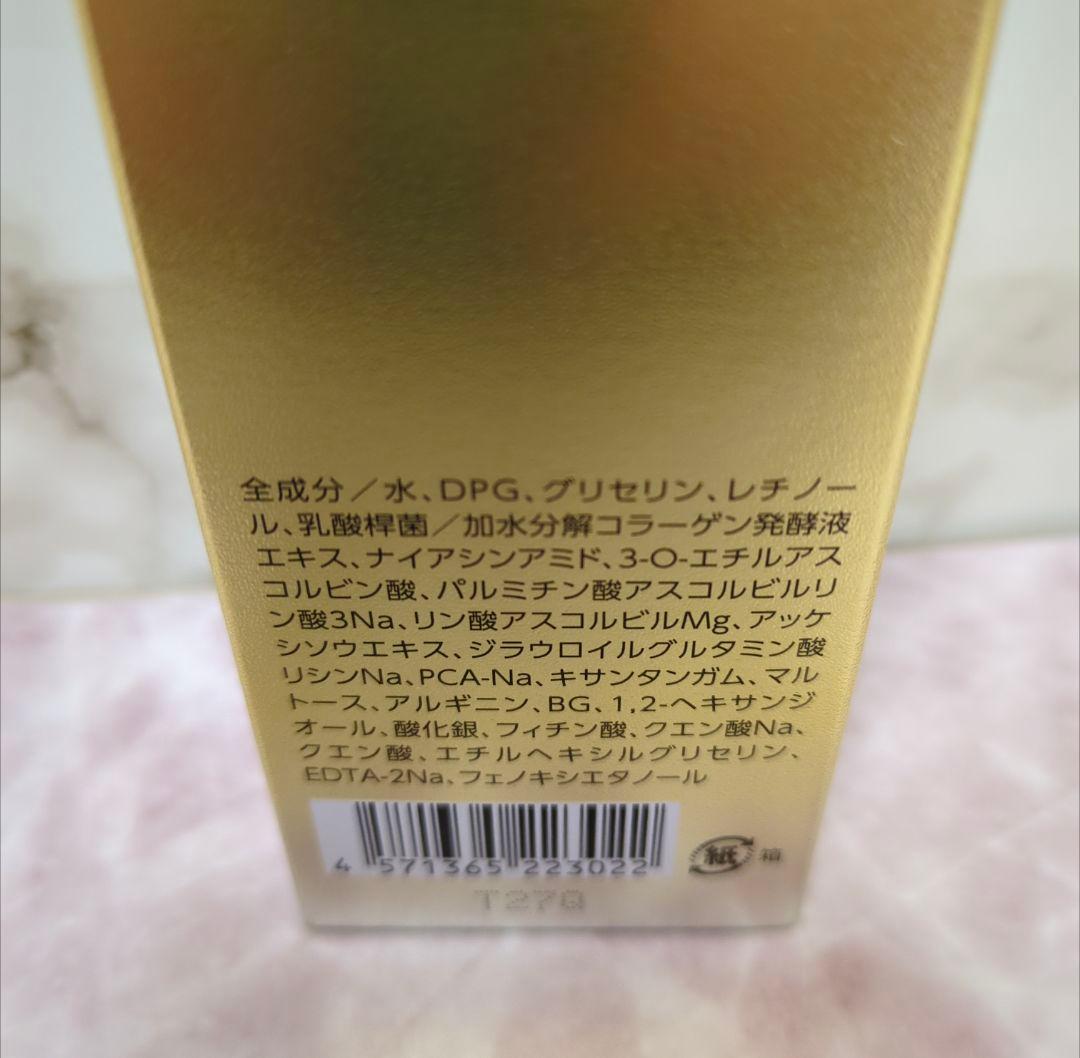 全成分／水、DPG、グリセリン、レチノー
ル、乳酸桿菌／加水分解コラーゲン発酵液
エキス、ナイアシンアミド、3-O-エチルアス
コルビン酸、パルミチン酸アスコルビルリ
ン酸3Na、リン酸アスコルビルMg、アッケ
シソウエキス、ジラウロイルグルタミン酸
リシンNa、PCA-Na、キサンタンガム、マル
トース、アルギニン、BG、1,2-ヘキサンジ
オール、酸化銀、フィチン酸、クエン酸Na、
クエン酸、エチルヘキシルグリセリン、
EDTA-2Na、フェノキシエタノール
4 571365 223022
紙 箱
T27Q